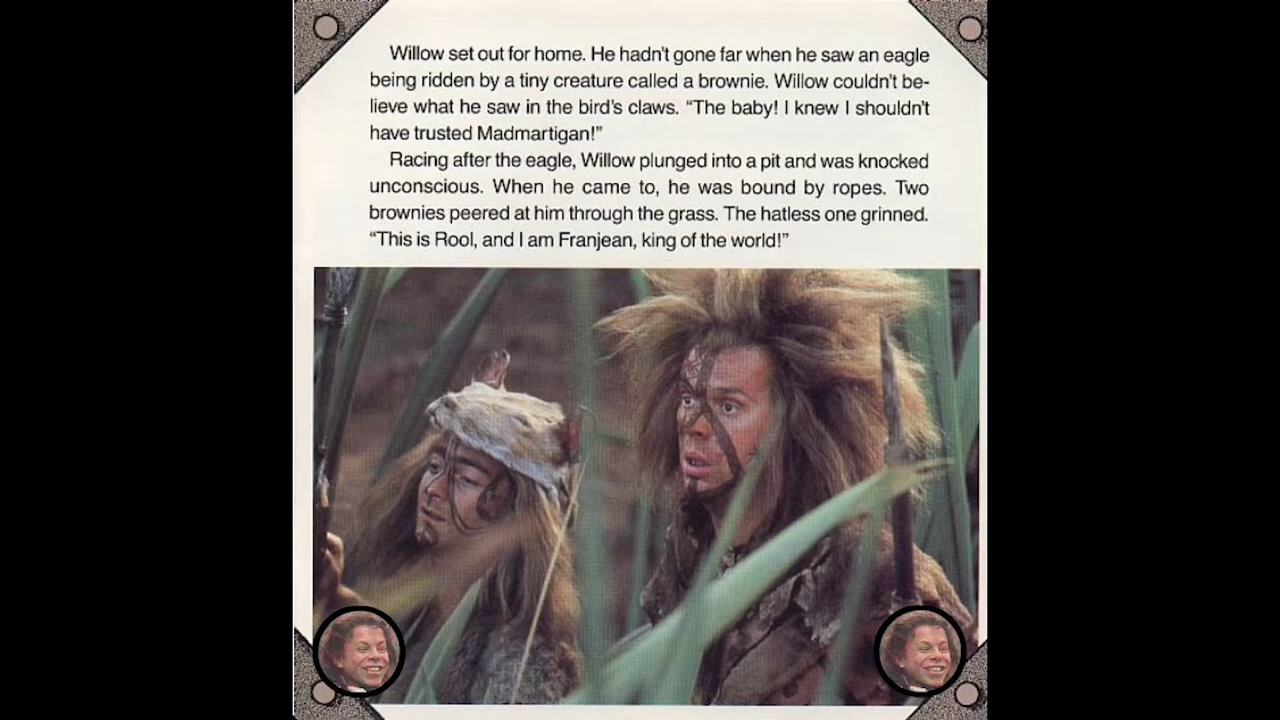 Willow set out for home. He hadn't gone far when he saw an eagle
being ridden by a tiny creature called a brownie. Willow couldn't be-
lieve what he saw in the bird's claws. “The baby! I knew I shouldn't
have trusted Madmartigan!”
Racing after the eagle, Willow plunged into a pit and was knocked
unconscious. When he came to, he was bound by ropes. Two
brownies peered at him through the grass. The hatless one grinned.
“This is Rool, and I am Franjean, king of the world!”